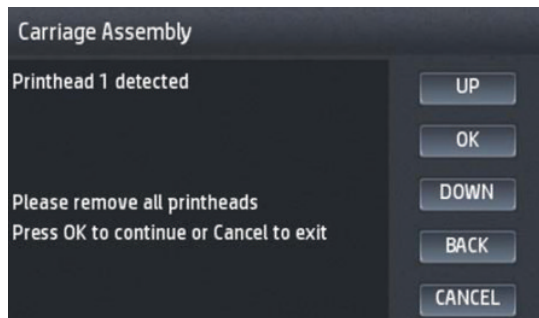 Carriage Assembly
Printhead 1 detected
Please remove all printheads
Press OK to continue or Cancel to exit
UP
OK
DOWN
BACK
CANCEL